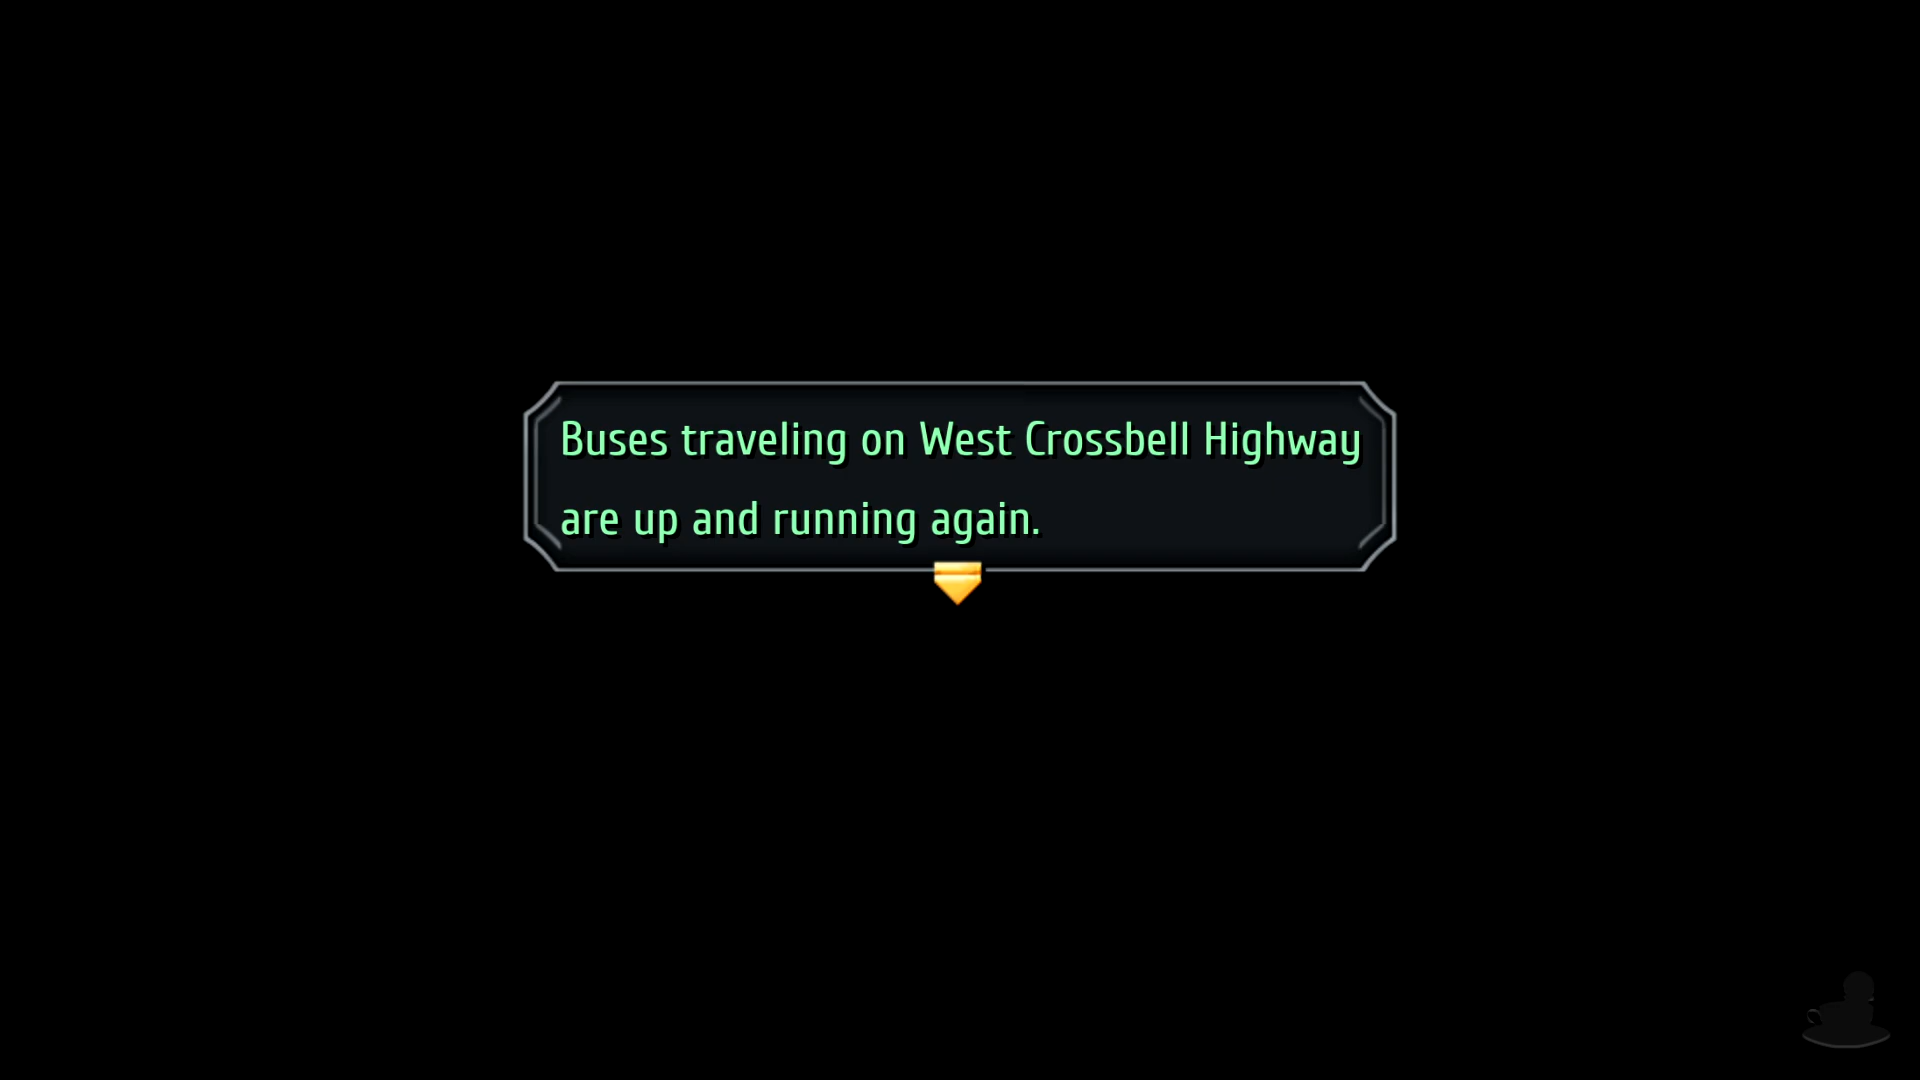 Buses traveling on West Crossbell Highway
are up and running again.